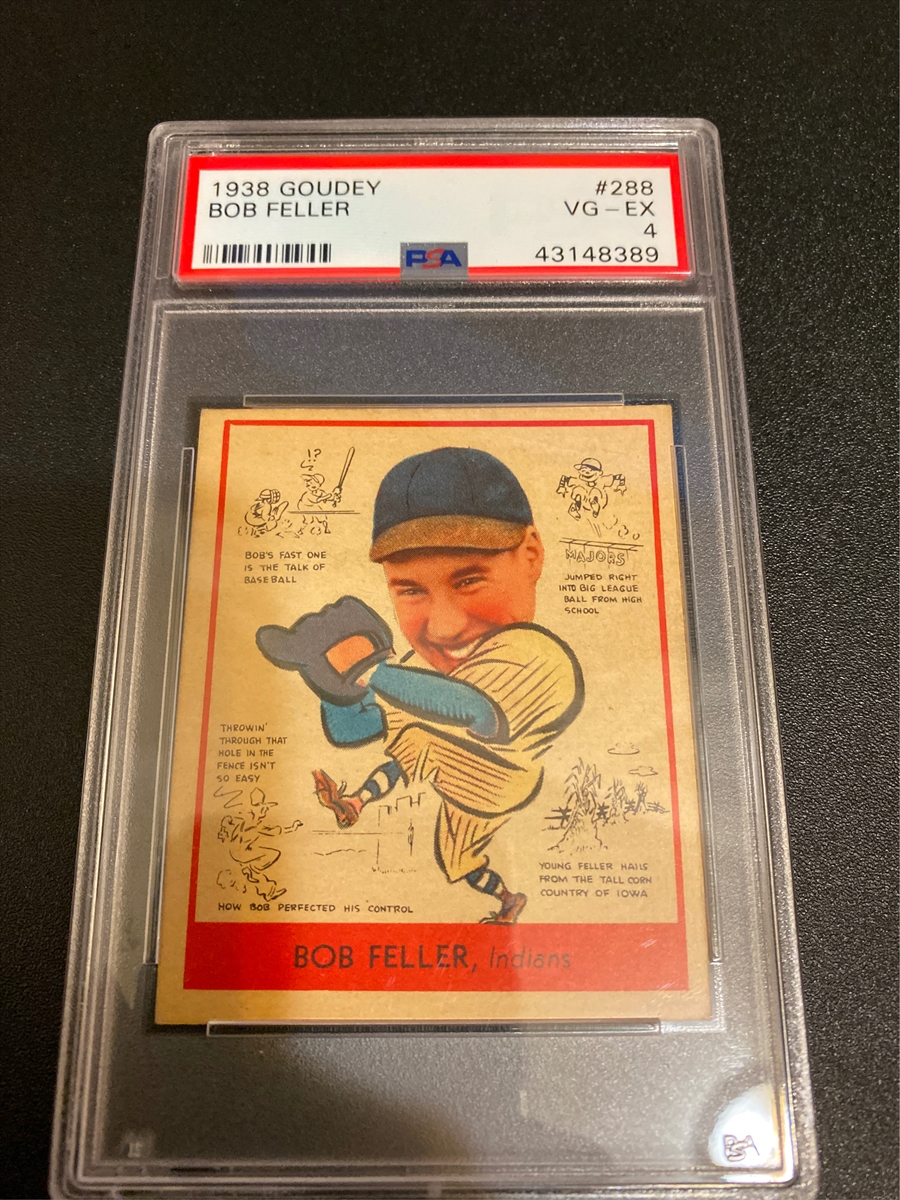 1938 GOUDEY #288
BOB FELLER VG – EX
4
PSA 43148389
!?
BOB'S FAST ONE
IS THE TALK OF
BASEBALL
MAJORS
JUMPED RIGHT
INTO BIG LEAGUE
BALL FROM HIGH
SCHOOL
THROWIN'
THROUGH THAT
HOLE IN THE
FENCE ISN'T
SO EASY
HOW BOB PERFECTED HIS CONTROL
YOUNG FELLER HAILS
FROM THE TALL CORN
COUNTRY OF IOWA
BOB FELLER, Indians
PSA